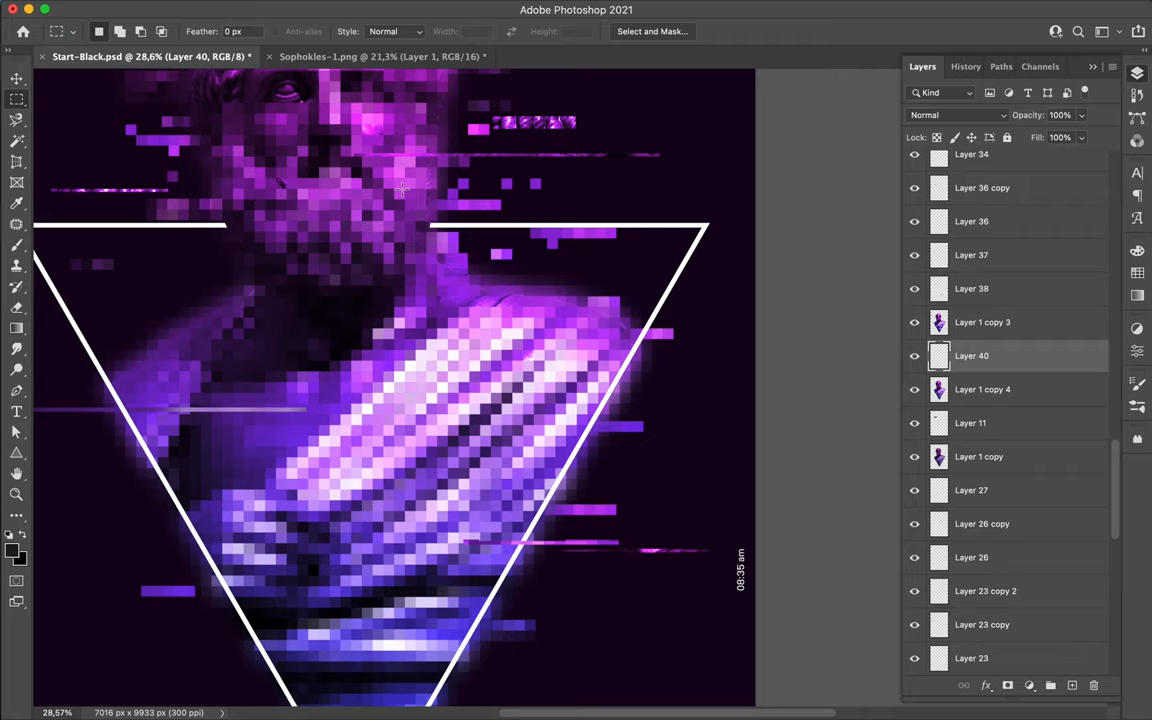 Adobe Photoshop 2021
Feather: 0 px
Anti-alias
Style: Normal
Width:
Height:
Select and Mask...
Start-Black.psd @ 28,6% (Layer 40, RGB/8) *
Sophokles-1.png @ 21,3% (Layer 1, RGB/16) *
Layers
History
Paths
Channels
Kind
Normal
Opacity: 100%
Lock:
Fill: 100%
Layer 34
Layer 36 copy
Layer 36
Layer 37
Layer 38
Layer 1 copy 3
Layer 40
Layer 1 copy 4
Layer 11
Layer 1 copy
Layer 27
Layer 26 copy
Layer 26
Layer 23 copy 2
Layer 23 copy
Layer 23
08:35 am
28,57%
7016 px x 9933 px (300 ppi)